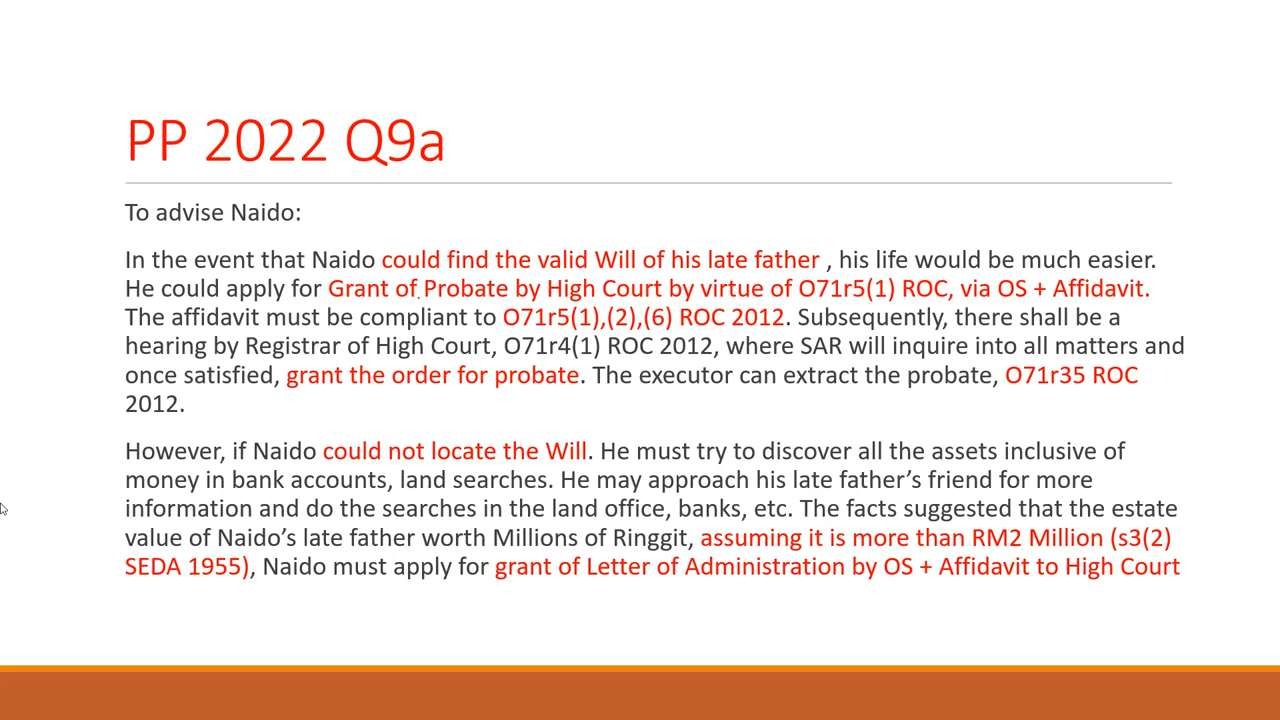 PP 2022 Q9a
To advise Naido:
In the event that Naido could find the valid Will of his late father , his life would be much easier.
He could apply for Grant of Probate by High Court by virtue of O71r5(1) ROC, via OS + Affidavit.
The affidavit must be compliant to O71r5(1),(2),(6) ROC 2012. Subsequently, there shall be a
hearing by Registrar of High Court, O71r4(1) ROC 2012, where SAR will inquire into all matters and
once satisfied, grant the order for probate. The executor can extract the probate, O71r35 ROC
2012.
However, if Naido could not locate the Will. He must try to discover all the assets inclusive of
money in bank accounts, land searches. He may approach his late father’s friend for more
information and do the searches in the land office, banks, etc. The facts suggested that the estate
value of Naido’s late father worth Millions of Ringgit, assuming it is more than RM2 Million (s3(2)
SEDA 1955), Naido must apply for grant of Letter of Administration by OS + Affidavit to High Court